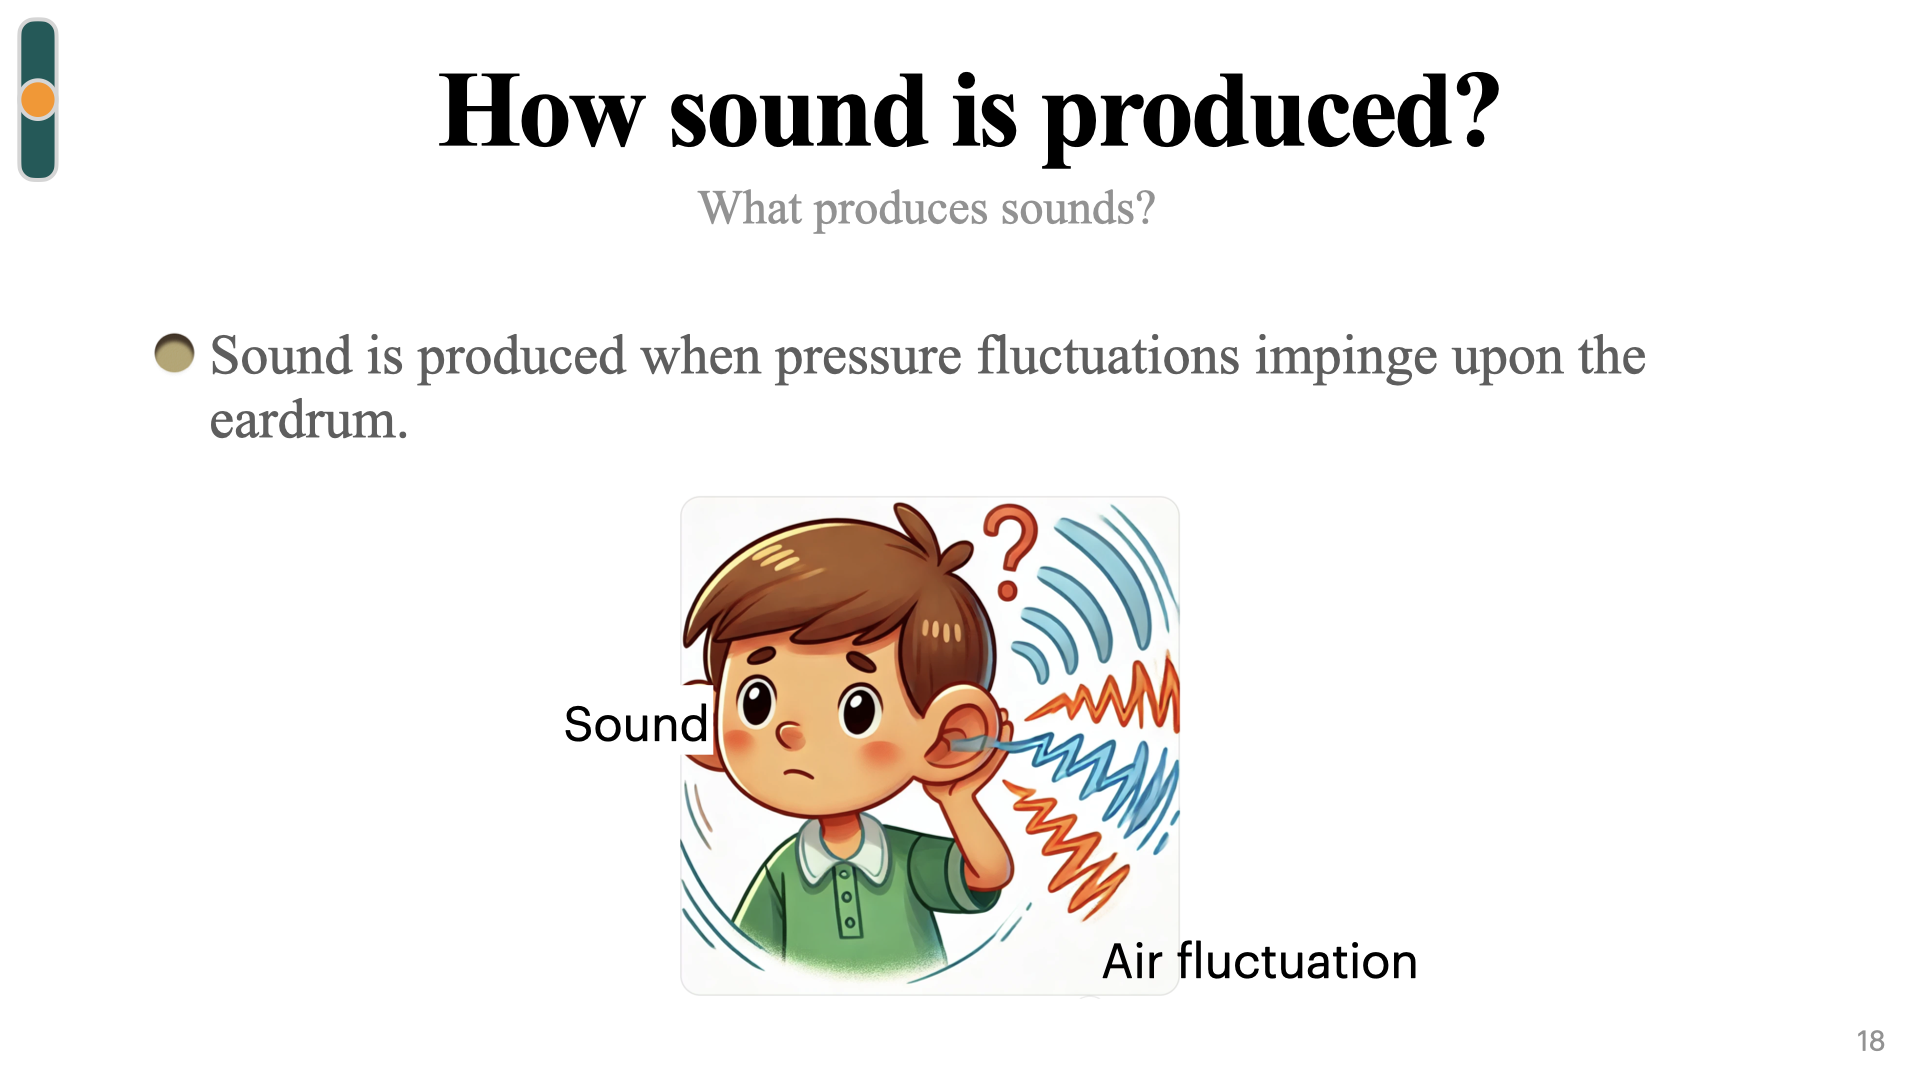 How sound is produced?
What produces sounds?
Sound is produced when pressure fluctuations impinge upon the
eardrum.
?
Sound
Air fluctuation
18